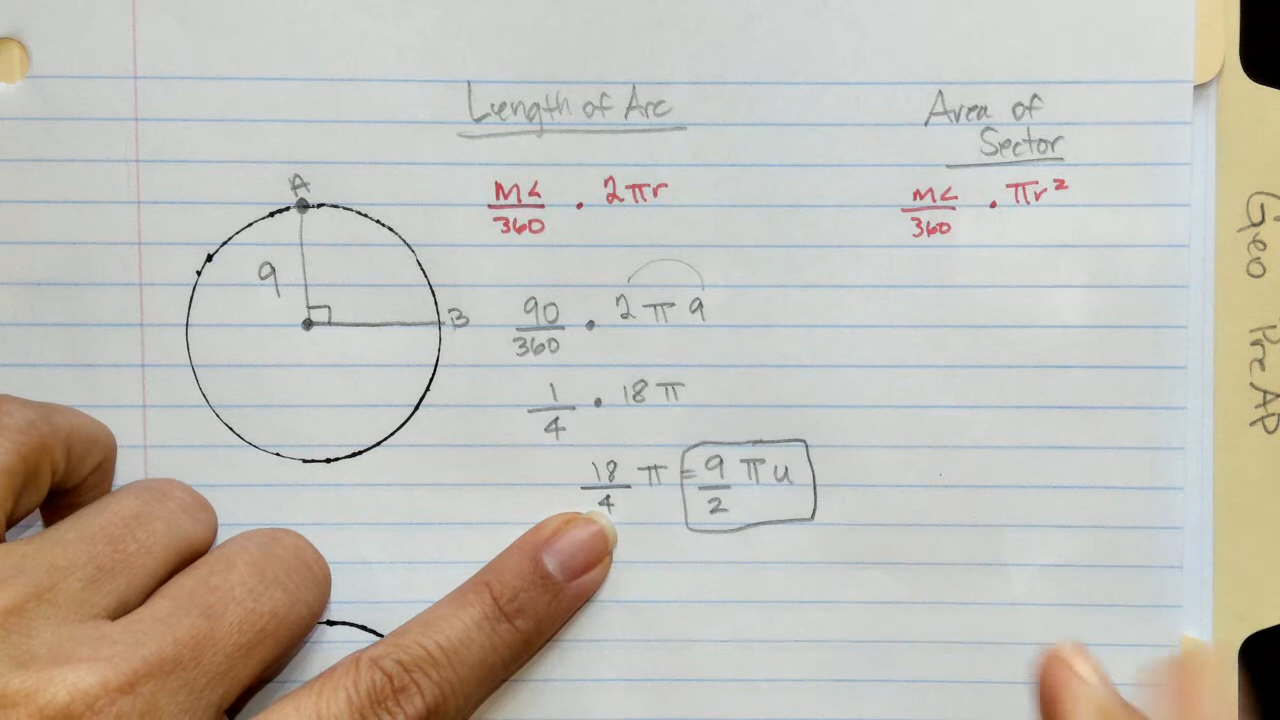 Length of Arc
Area of
Sector
m∠/360 · 2πr
m∠/360 · πr²
A
9
B
90/360 · 2π9
1/4 · 18π
18/4 π = 9/2 π u
Geo PreAP